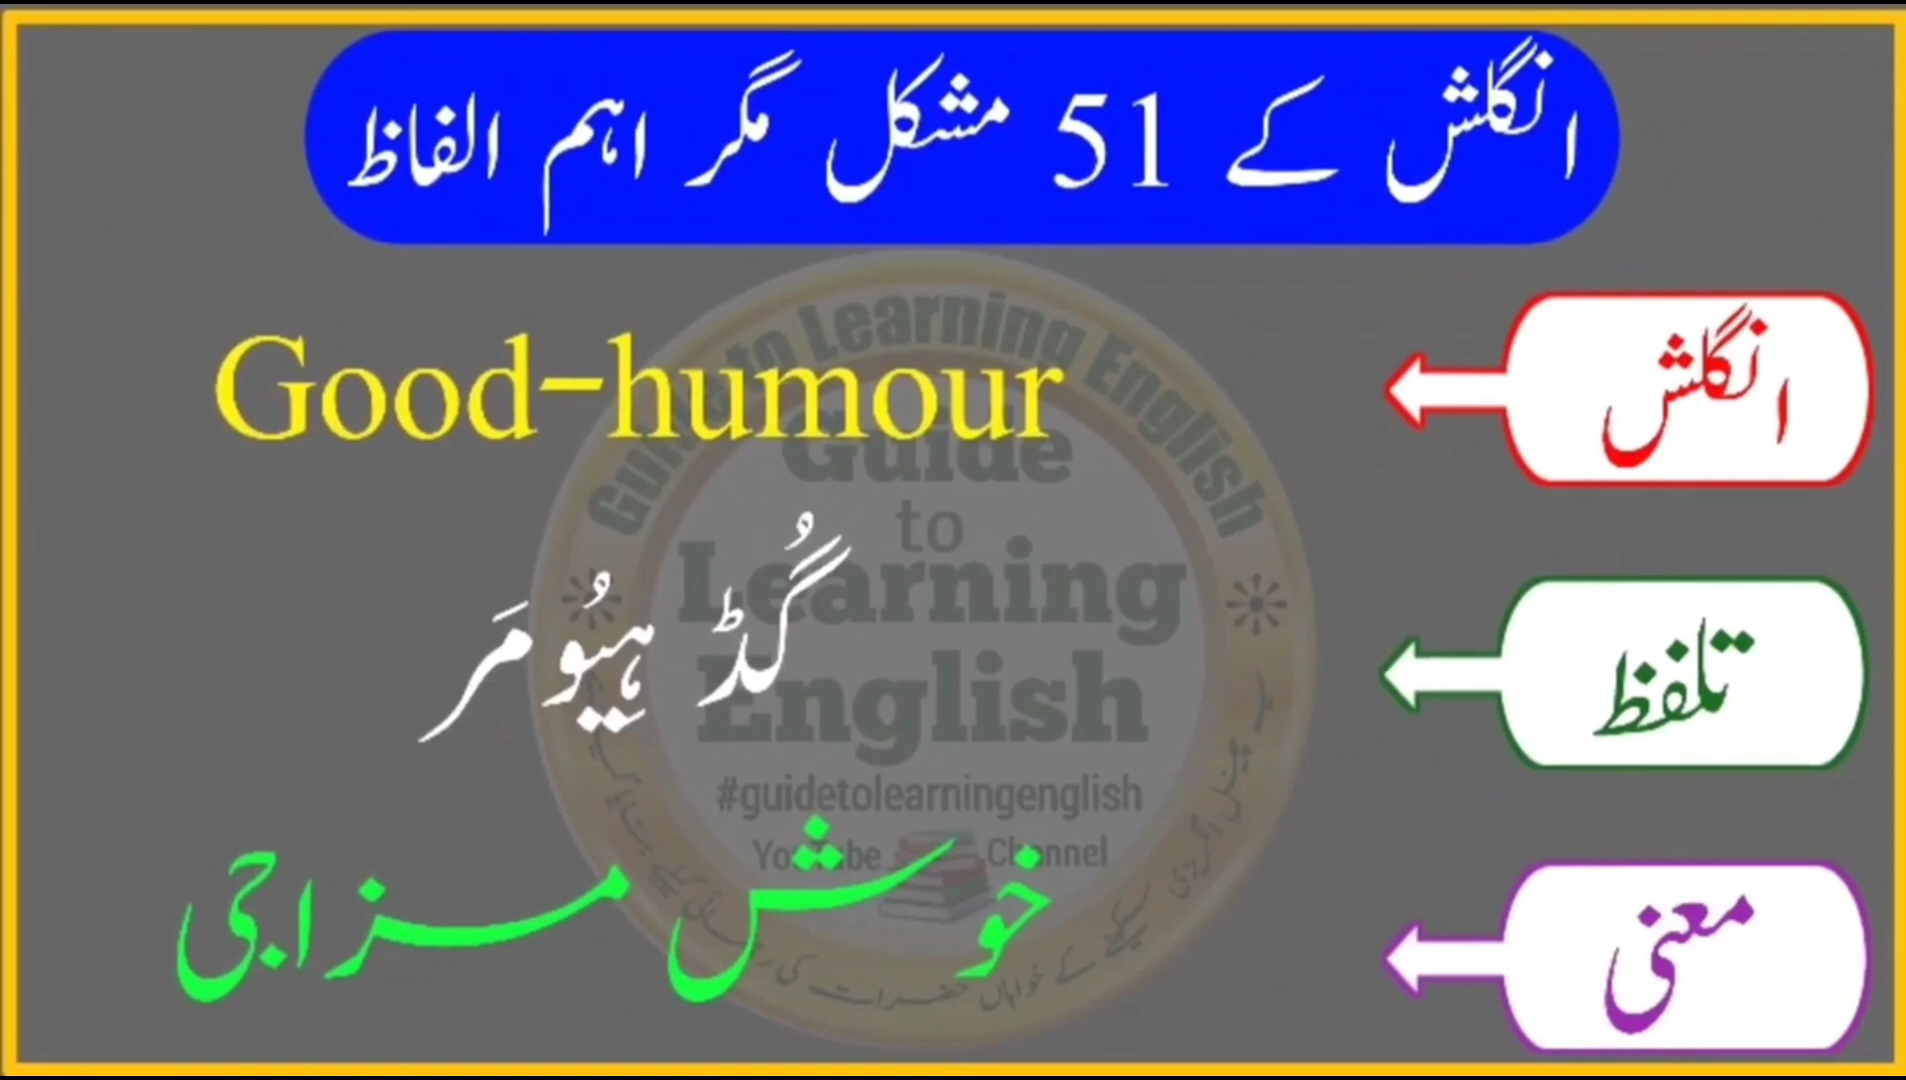 انگلش کے 51 مشکل مگر اہم الفاظ
انگلش
Good-humour
تلفظ
گُڈ ہِیُومَر
معنی
خوش مزاجی
Guide to Learning English
Guide
to
Learning
English
#guidetolearningenglish
YouTube Channel